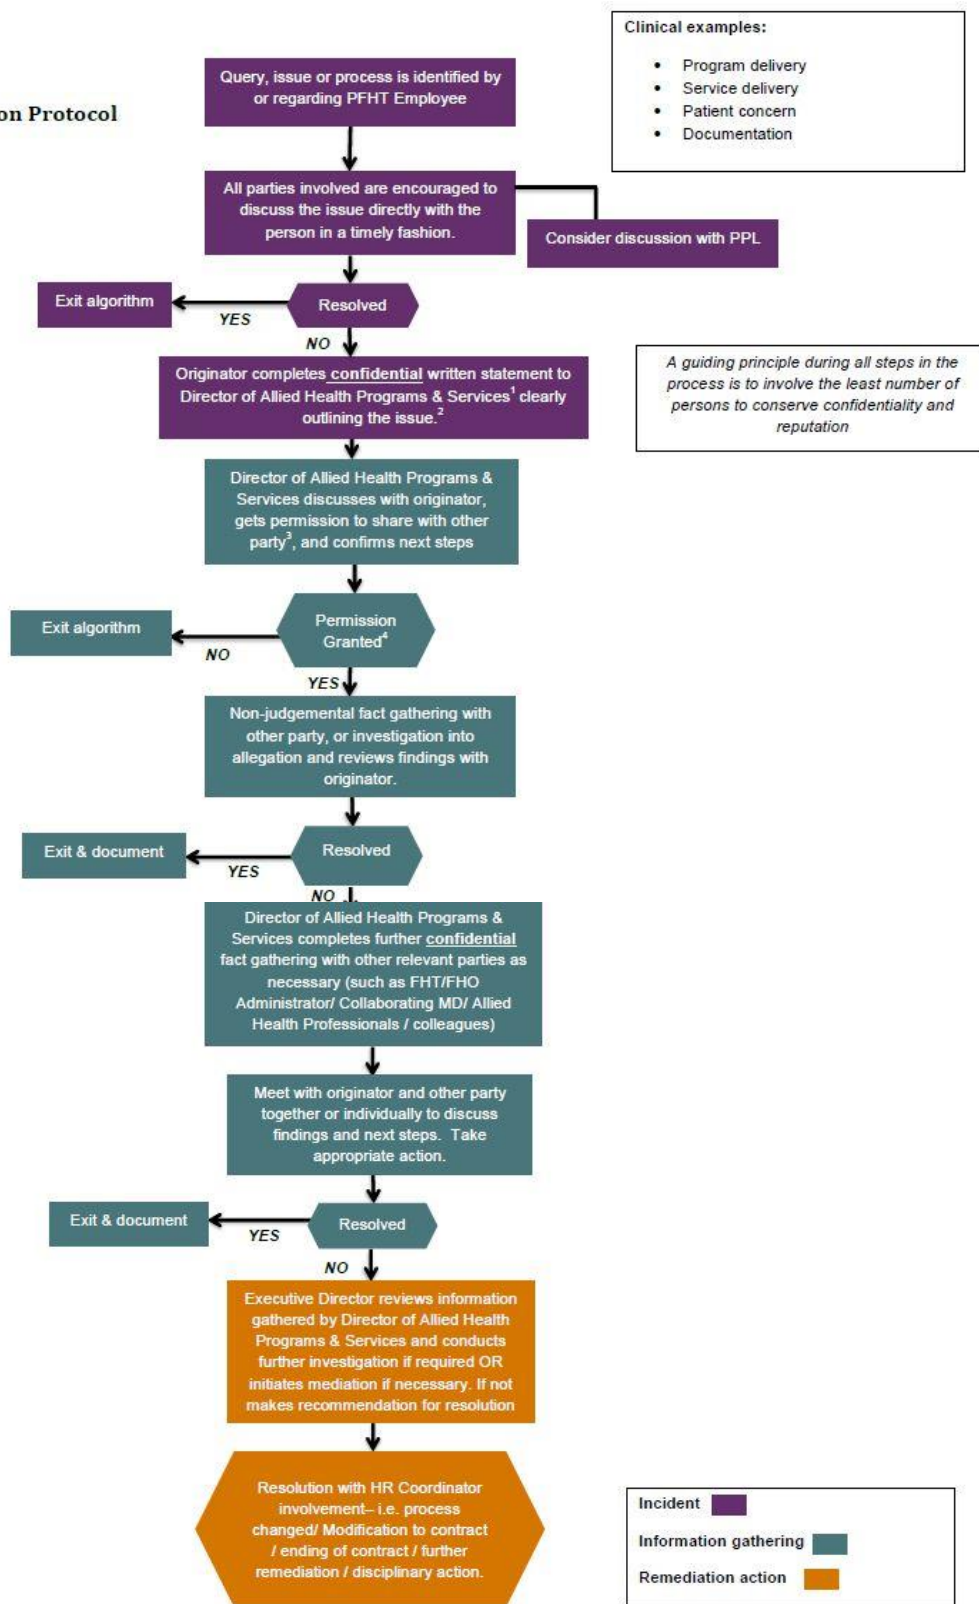 Clinical examples:
• Program delivery
• Service delivery
• Patient concern
• Documentation
on Protocol
Query, issue or process is identified by
or regarding PFHT Employee
All parties involved are encouraged to
discuss the issue directly with the
person in a timely fashion.
Consider discussion with PPL
Exit algorithm
YES
Resolved
NO
Originator completes confidential written statement to
Director of Allied Health Programs & Services¹ clearly
outlining the issue.²
A guiding principle during all steps in the
process is to involve the least number of
persons to conserve confidentiality and
reputation
Director of Allied Health Programs &
Services discusses with originator,
gets permission to share with other
party³, and confirms next steps
Exit algorithm
NO
Permission
Granted⁴
YES
Non-judgemental fact gathering with
other party, or investigation into
allegation and reviews findings with
originator.
Exit & document
YES
Resolved
NO
Director of Allied Health Programs &
Services completes further confidential
fact gathering with other relevant parties as
necessary (such as FHT/FHO
Administrator/ Collaborating MD/ Allied
Health Professionals / colleagues)
Meet with originator and other party
together or individually to discuss
findings and next steps. Take
appropriate action.
Exit & document
YES
Resolved
NO
Executive Director reviews information
gathered by Director of Allied Health
Programs & Services and conducts
further investigation if required OR
initiates mediation if necessary. If not
makes recommendation for resolution
Resolution with HR Coordinator
involvement– i.e. process
changed/ Modification to contract
/ ending of contract / further
remediation / disciplinary action.
Incident
Information gathering
Remediation action